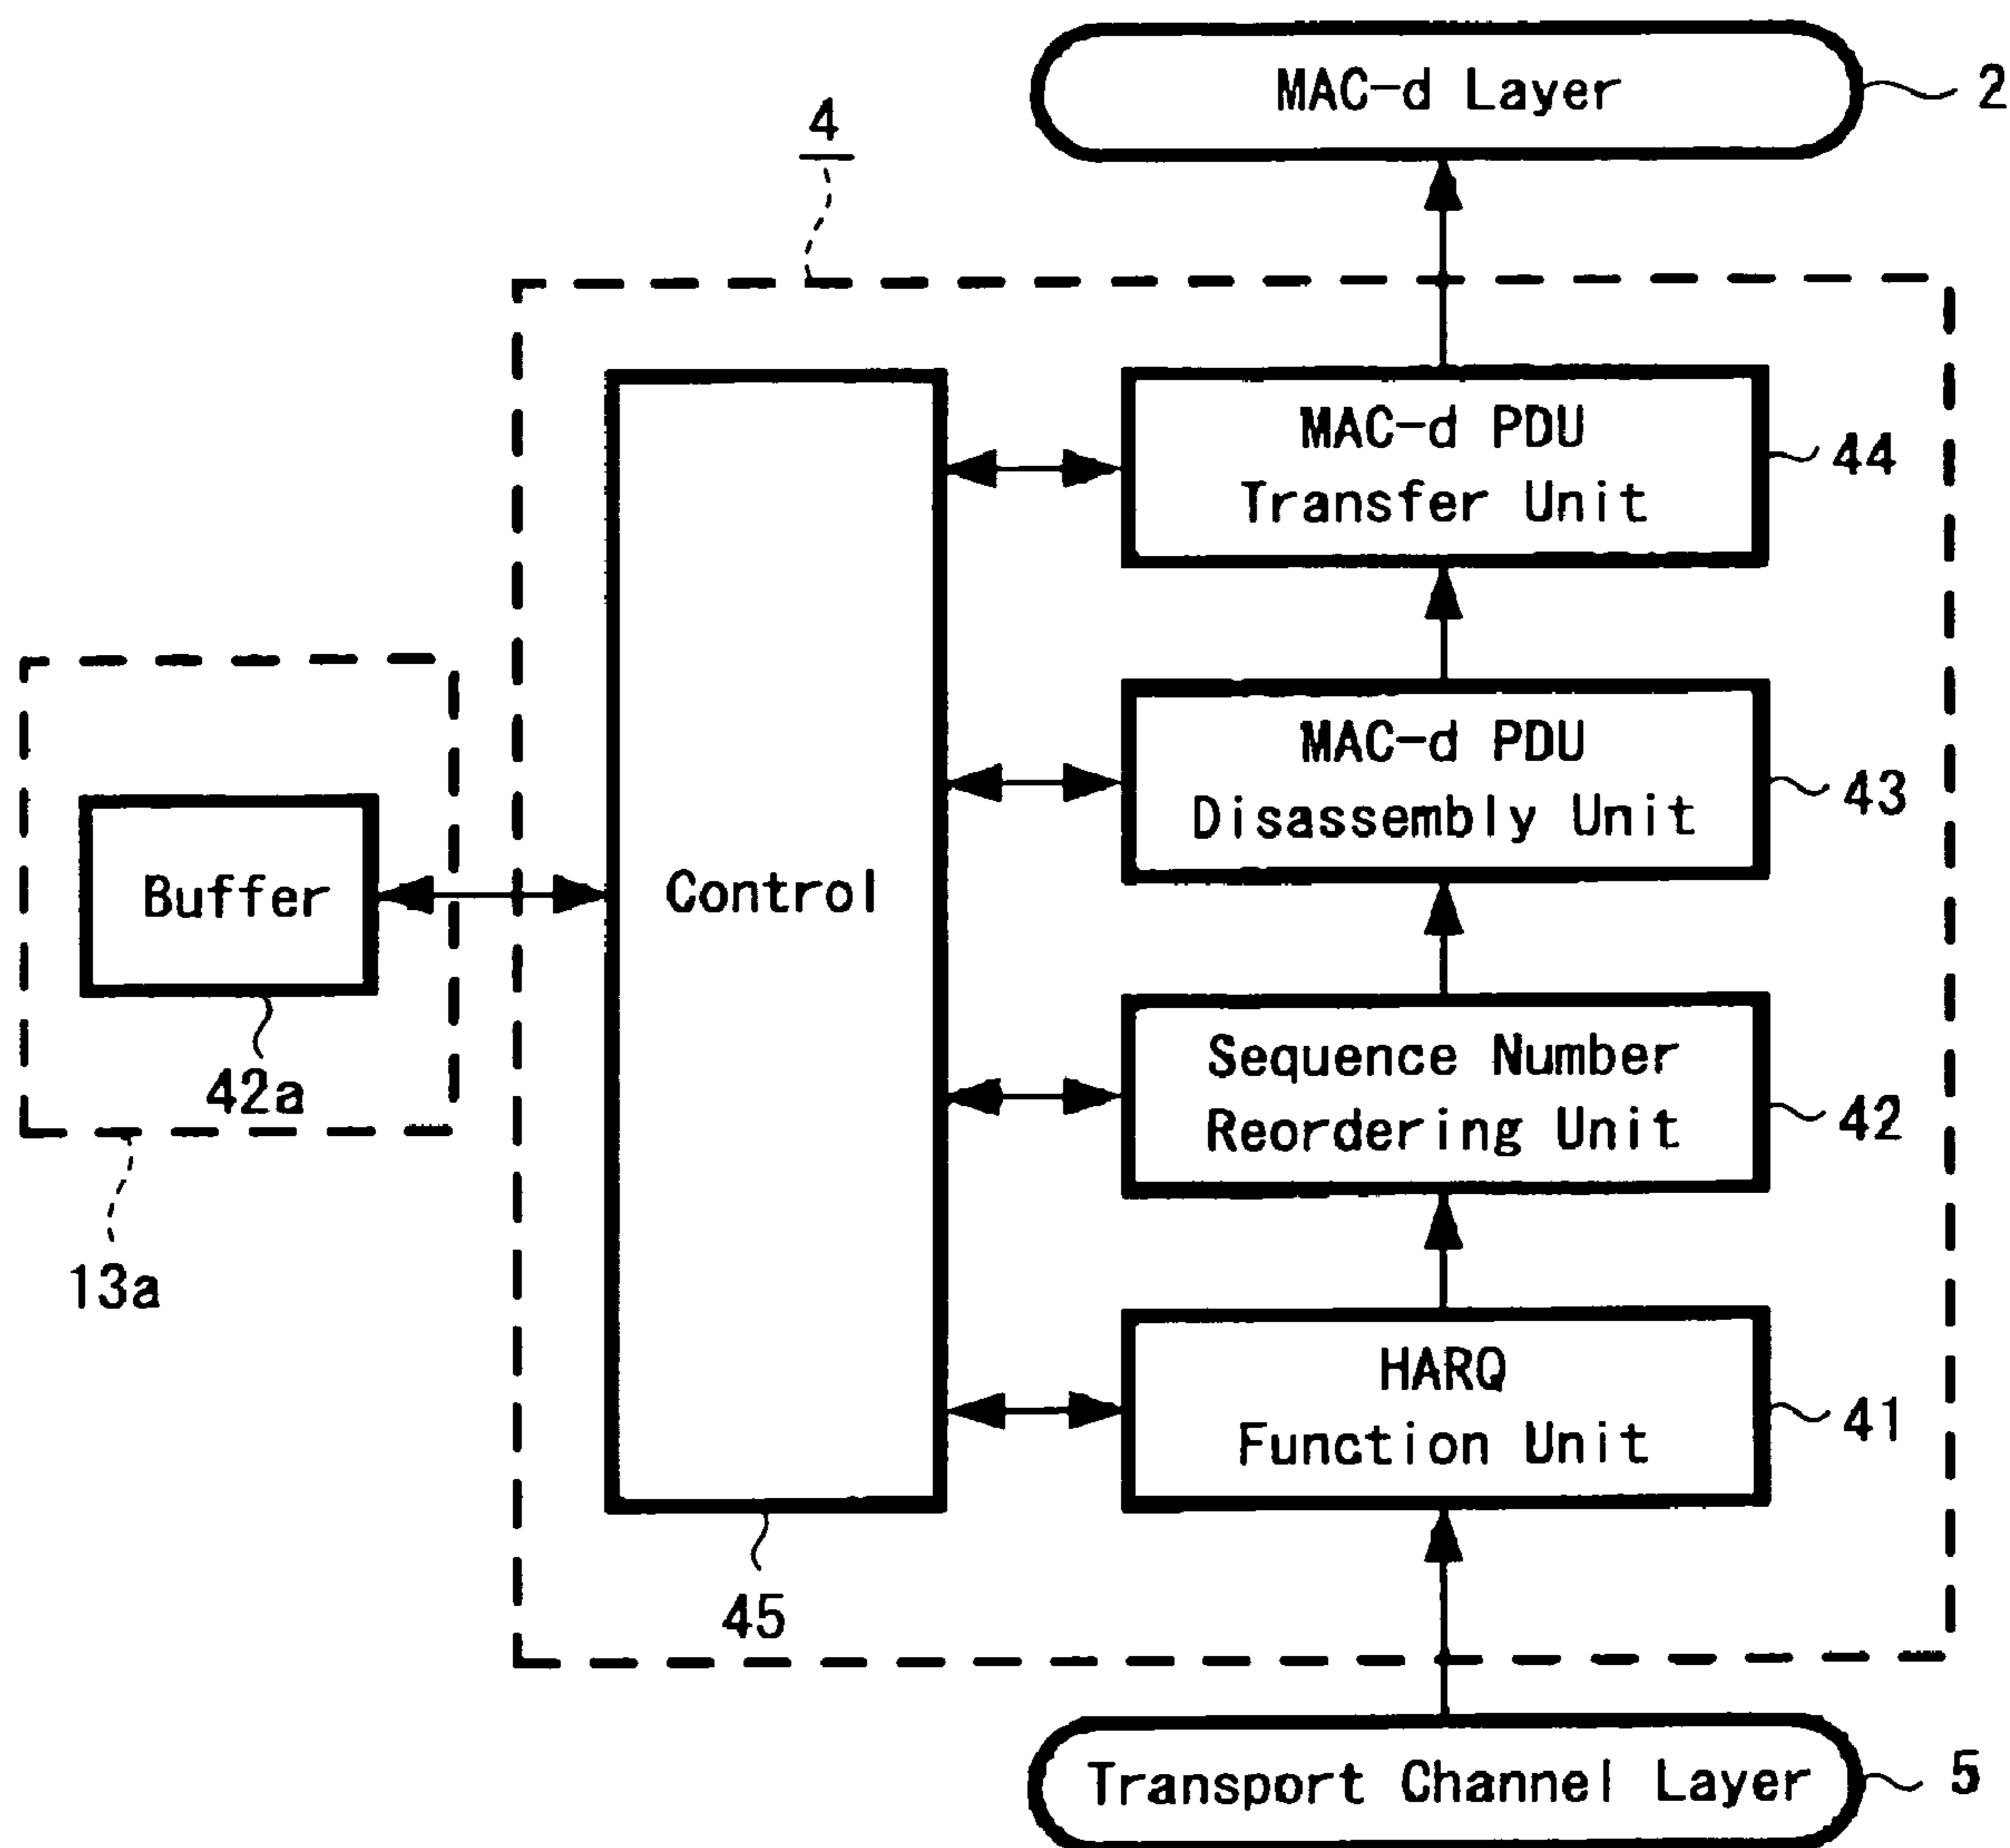 MAC-d Layer
2
4
MAC-d PDU
Transfer Unit
44
MAC-d PDU
Disassembly Unit
43
Buffer
42a
13a
Control
45
Sequence Number
Reordering Unit
42
HARQ
Function Unit
41
Transport Channel Layer
5